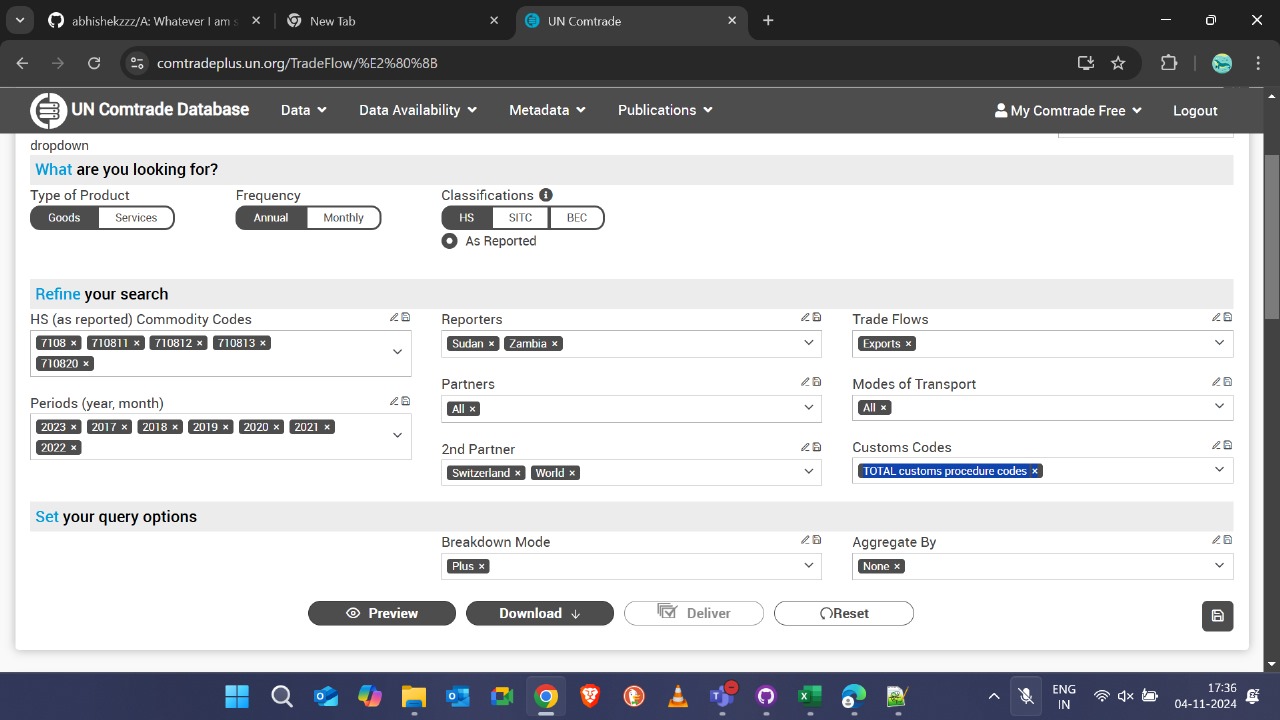 abhishekzzz/A: Whatever I am s
New Tab
UN Comtrade
comtradeplus.un.org/TradeFlow/%E2%80%8B
UN Comtrade Database
Data
Data Availability
Metadata
Publications
My Comtrade Free
Logout
dropdown
What are you looking for?
Type of Product
Frequency
Classifications
Goods
Services
Annual
Monthly
HS
SITC
BEC
As Reported
Refine your search
HS (as reported) Commodity Codes
7108 × 710811 × 710812 × 710813 ×
710820 ×
Periods (year, month)
2023 × 2017 × 2018 × 2019 × 2020 × 2021 ×
2022 ×
Reporters
Sudan × Zambia ×
Partners
All ×
2nd Partner
Switzerland × World ×
Trade Flows
Exports ×
Modes of Transport
All ×
Customs Codes
TOTAL customs procedure codes ×
Set your query options
Breakdown Mode
Plus ×
Aggregate By
None ×
Preview
Download
Deliver
Reset
ENG
IN
17:36
04-11-2024